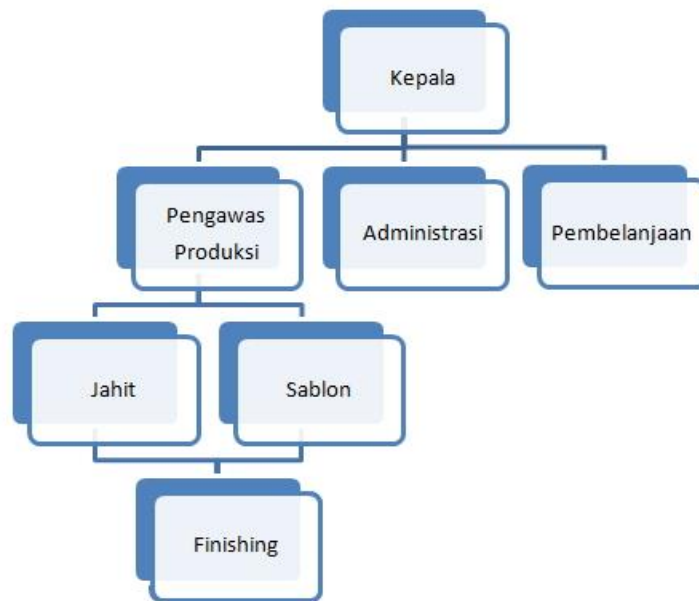 Kepala
Pengawas
Produksi
Administrasi
Pembelanjaan
Jahit
Sablon
Finishing